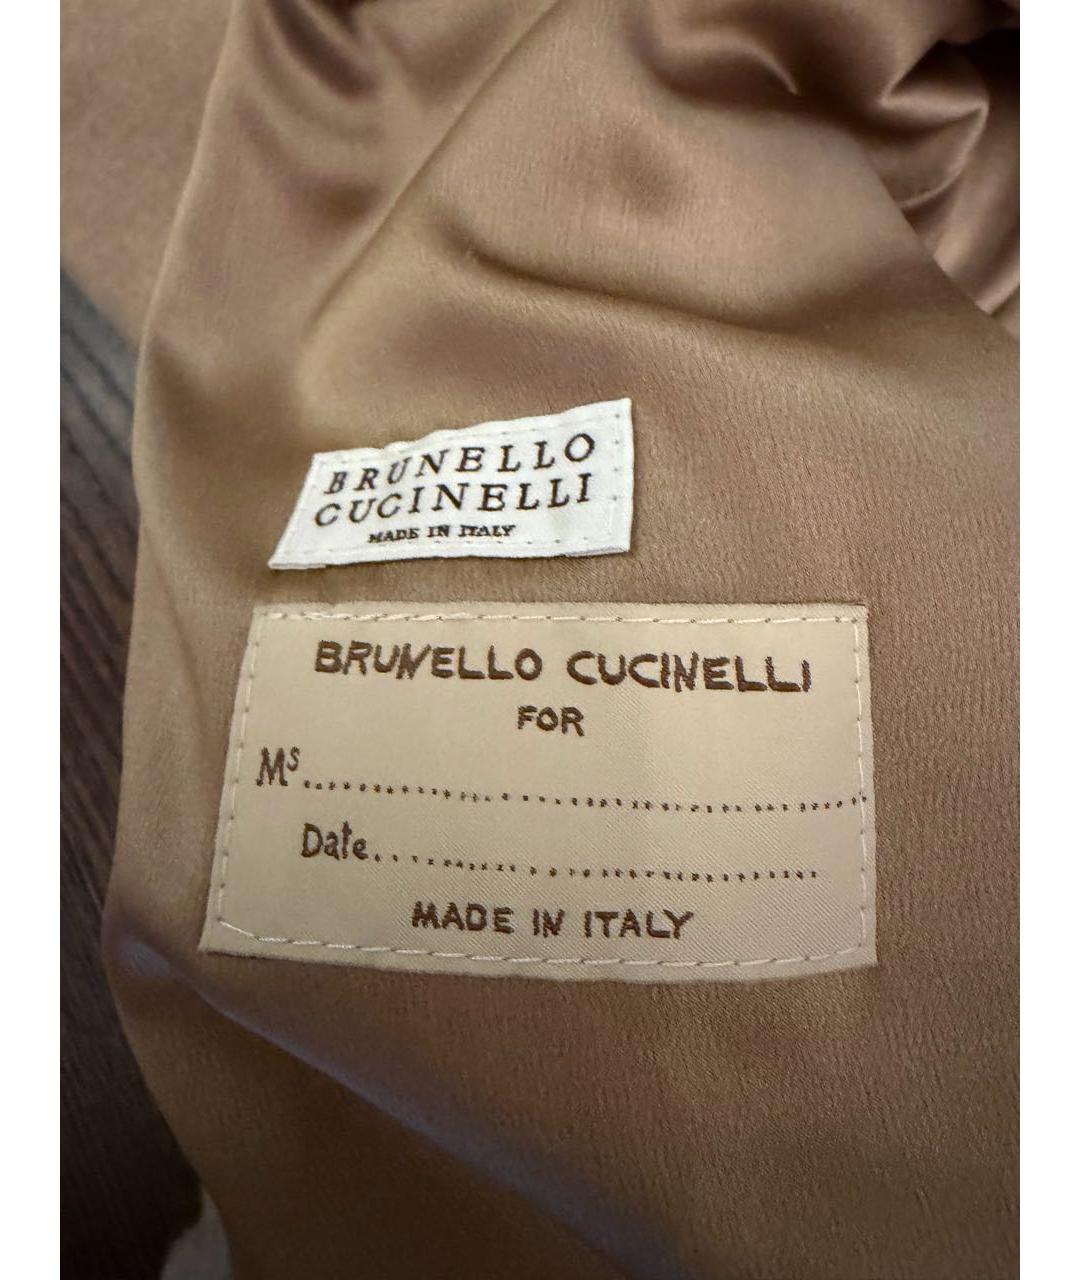 BRUNELLO
CUCINELLI
MADE IN ITALY
BRUNELLO CUCINELLI
FOR
Ms..............................................
Date.......................................
MADE IN ITALY